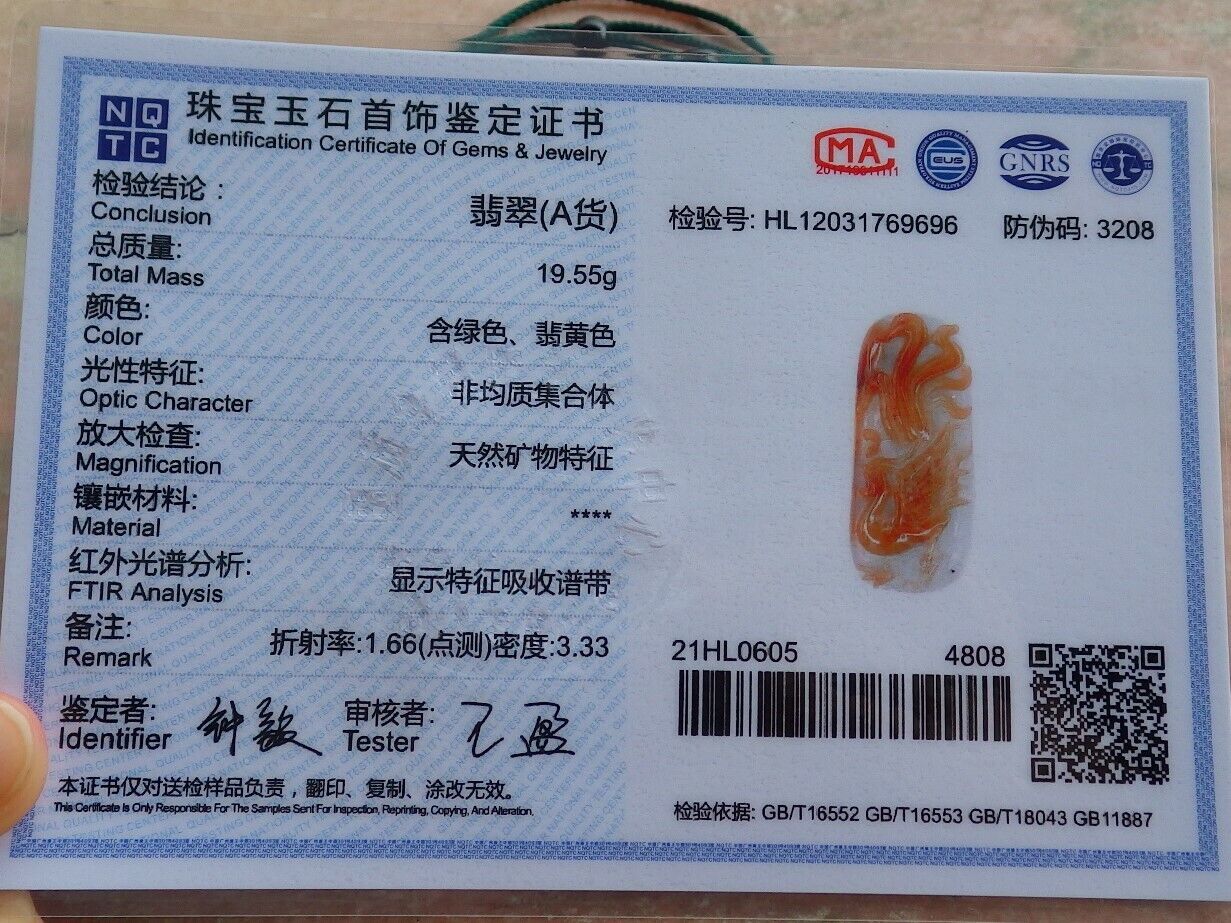 NQTC
珠宝玉石首饰鉴定证书
Identification Certificate Of Gems & Jewelry
检验结论：
Conclusion
翡翠(A货)
总质量:
Total Mass
19.55g
颜色:
Color
含绿色、翡黄色
光性特征:
Optic Character
非均质集合体
放大检查:
Magnification
天然矿物特征
镶嵌材料:
Material
****
红外光谱分析:
FTIR Analysis
显示特征吸收谱带
备注:
Remark
折射率:1.66(点测)密度:3.33
鉴定者:
Identifier
审核者:
Tester
本证书仅对送检样品负责，翻印、复制、涂改无效。
This Certificate Is Only Responsible For The Samples Sent For Inspection, Reprinting, Copying, And Alteration.
MA
EUS
GNRS
检验号: HL12031769696
防伪码: 3208
21HL0605
4808
检验依据: GB/T16552 GB/T16553 GB/T18043 GB11887